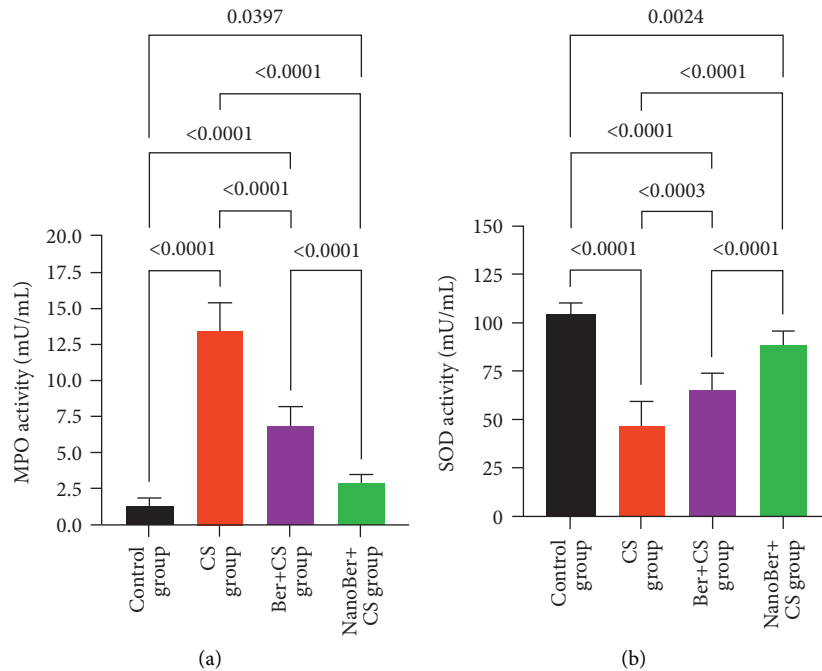 0.0397
<0.0001
<0.0001
<0.0001
<0.0001
<0.0001
MPO activity (mU/mL)
20.0
17.5
15.0
12.5
10.0
7.5
5.0
2.5
0.0
Control
group
CS
group
Ber+CS
group
NanoBer+
CS group
(a)
0.0024
<0.0001
<0.0001
<0.0003
<0.0001
<0.0001
SOD activity (mU/mL)
150
125
100
75
50
25
0
Control
group
CS
group
Ber+CS
group
NanoBer+
CS group
(b)